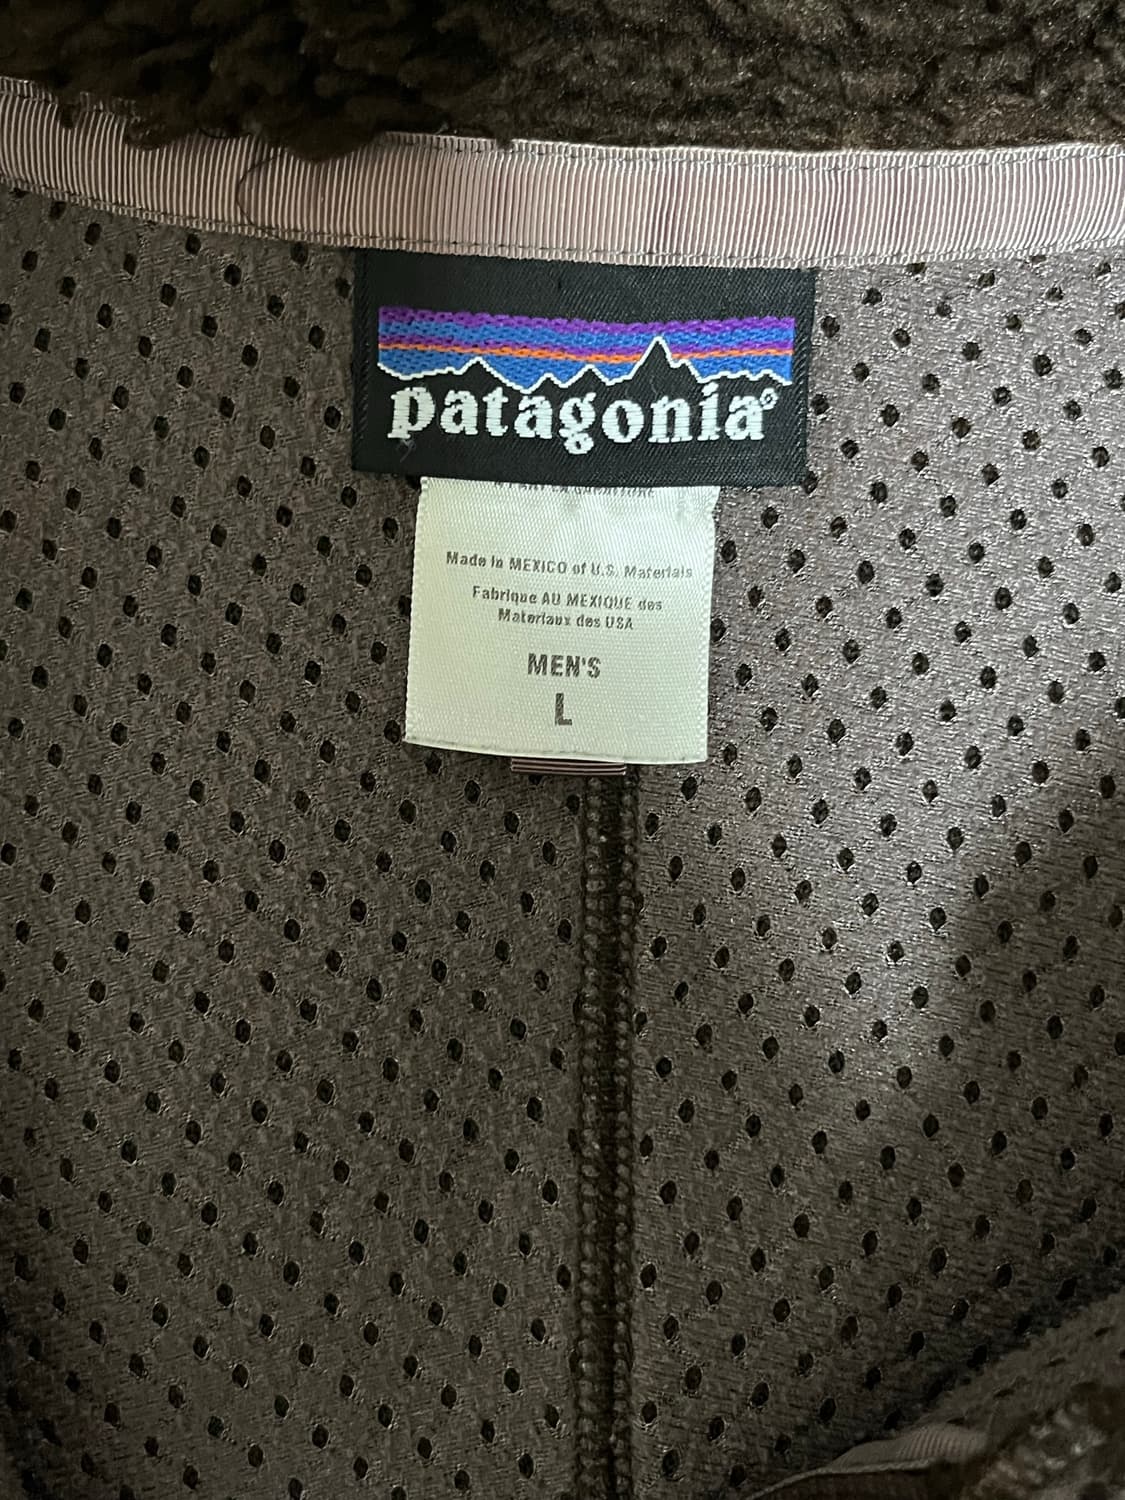 patagonia®
Made in MEXICO of U.S. Materials
Fabrique AU MEXIQUE des
Materiaux des USA
MEN'S
L